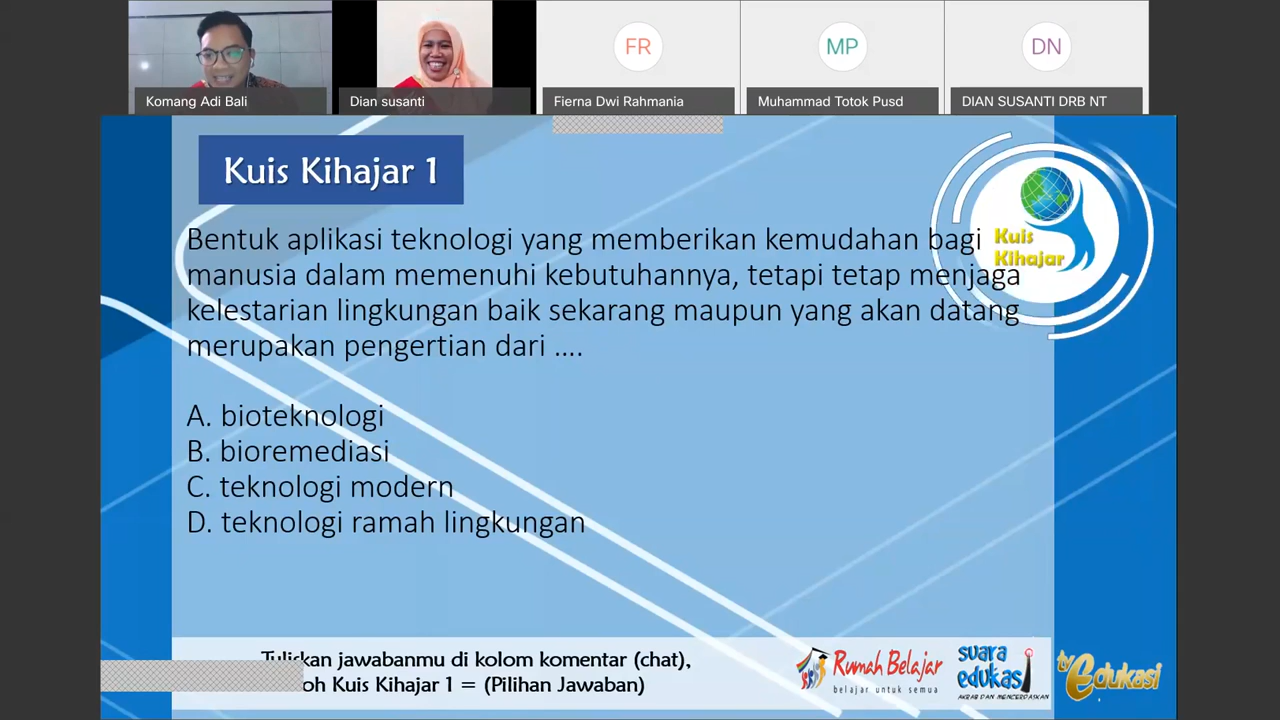 FR
MP
DN
Komang Adi Bali
Dian susanti
Fierna Dwi Rahmania
Muhammad Totok Pusd
DIAN SUSANTI DRB NT
Kuis Kihajar 1
Kuis
Kihajar
Bentuk aplikasi teknologi yang memberikan kemudahan bagi
manusia dalam memenuhi kebutuhannya, tetapi tetap menjaga
kelestarian lingkungan baik sekarang maupun yang akan datang
merupakan pengertian dari ....
A. bioteknologi
B. bioremediasi
C. teknologi modern
D. teknologi ramah lingkungan
Tuliskan jawabanmu di kolom komentar (chat),
oh Kuis Kihajar 1 = (Pilihan Jawaban)
Rumah Belajar
belajar untuk semua
suara
edukasi
AKRAB DAN MENCERDASKAN
tv
edukasi